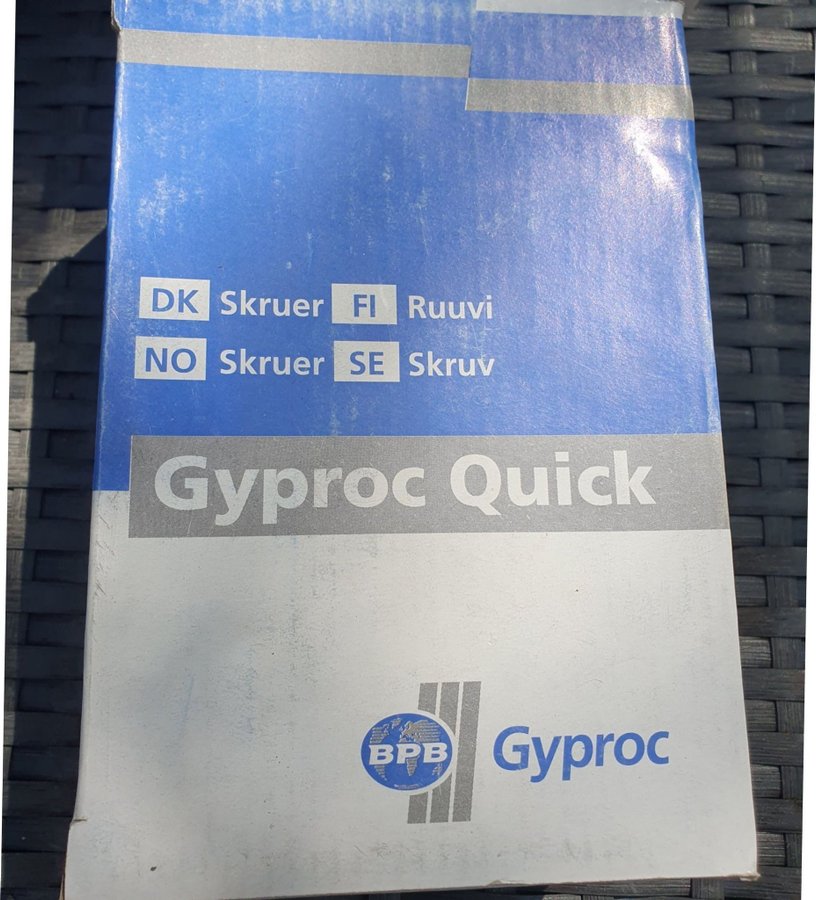 DK Skruer FI Ruuvi
NO Skruer SE Skruv
Gyproc Quick
BPB Gyproc